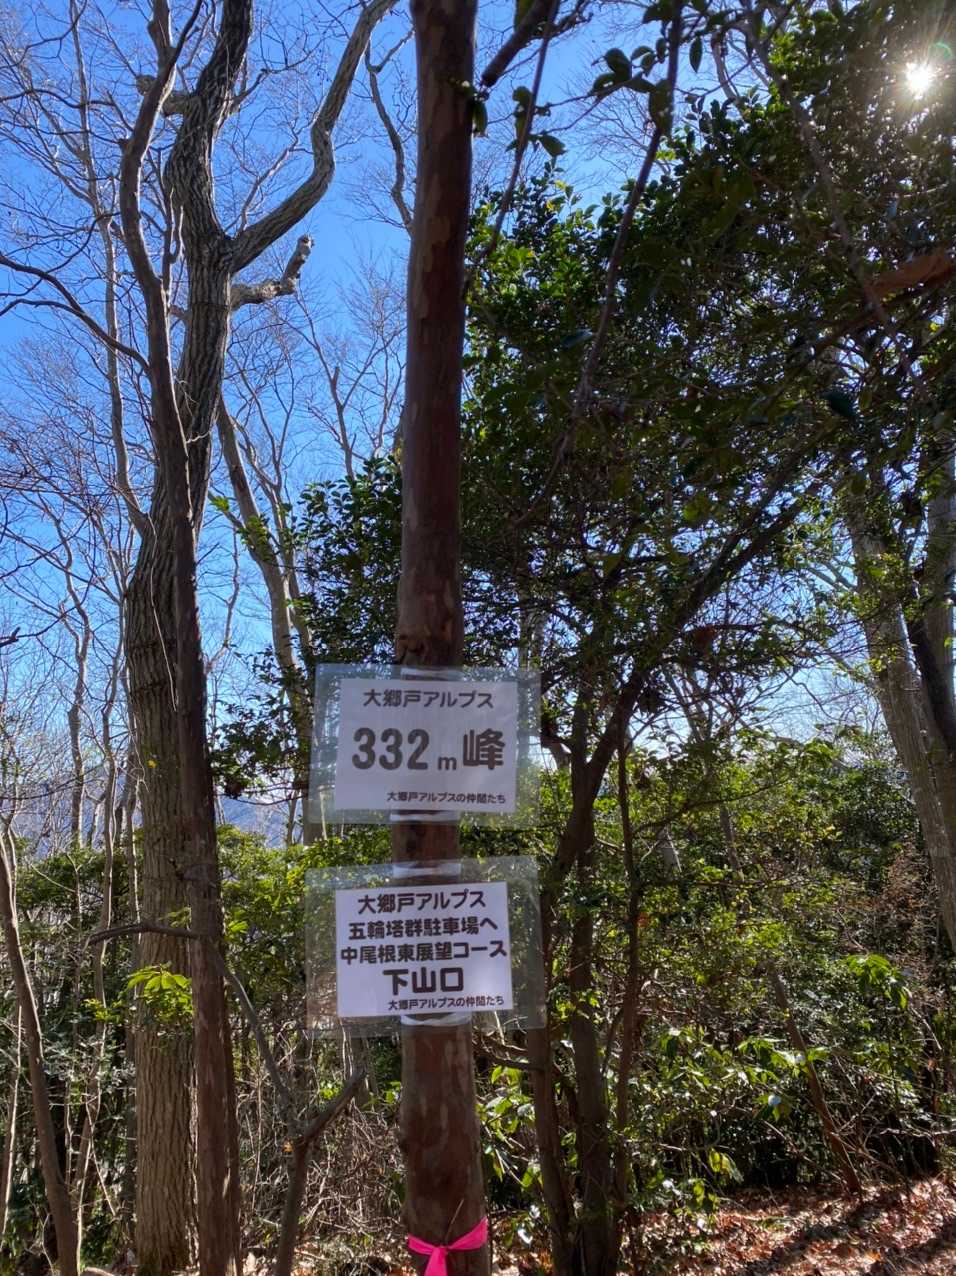 大郷戸アルプス
332m峰
大郷戸アルプスの仲間たち
大郷戸アルプス
五輪塔群駐車場へ
中尾根東展望コース
下山口
大郷戸アルプスの仲間たち